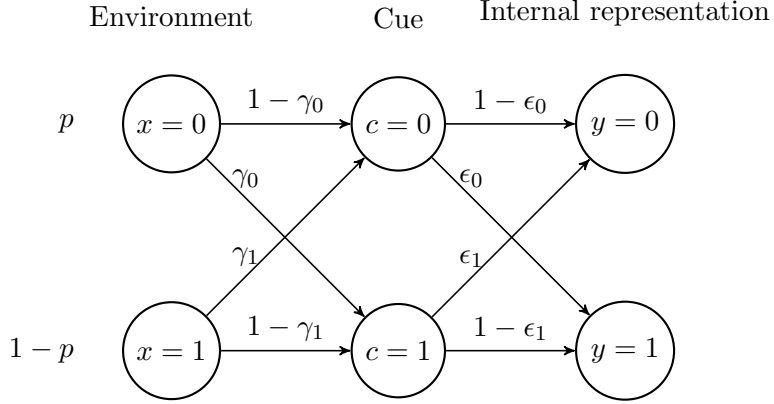 Environment Cue Internal representation
p x = 0 1 − γ₀ c = 0 1 − ϵ₀ y = 0
γ₀ ϵ₀
γ₁ ϵ₁
1 − p x = 1 1 − γ₁ c = 1 1 − ϵ₁ y = 1